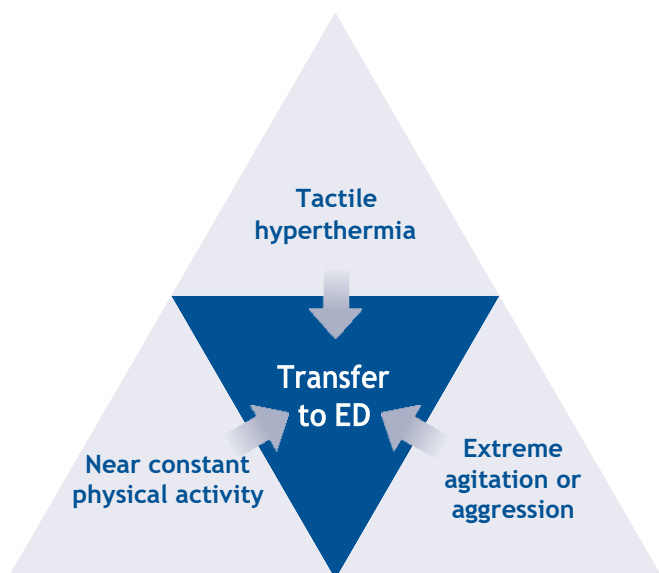 Tactile
hyperthermia
Transfer
to ED
Near constant
physical activity
Extreme
agitation or
aggression